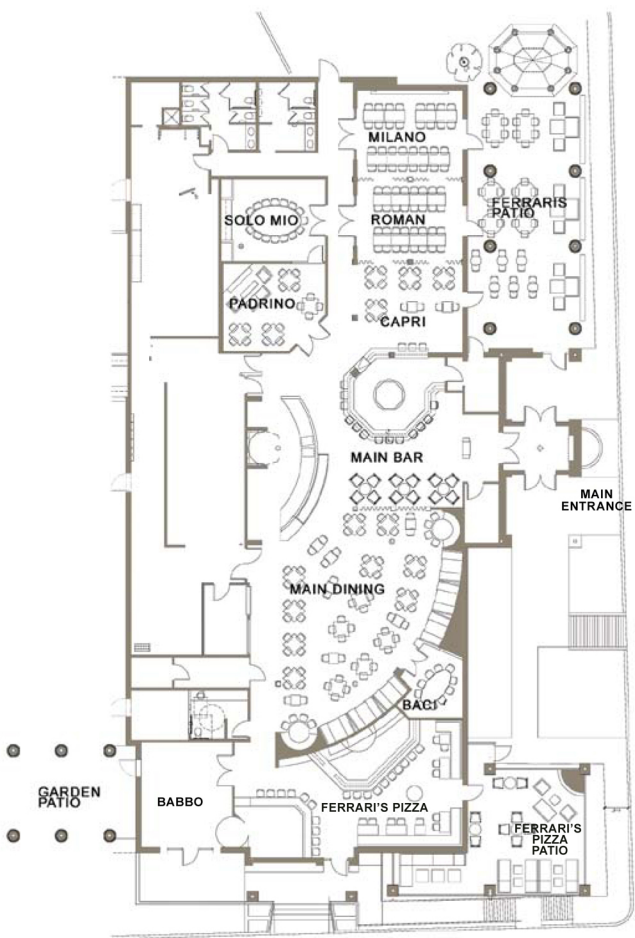 MILANO
SOLO MIO
ROMAN
FERRARIS
PATIO
PADRINO
CAPRI
MAIN BAR
MAIN
ENTRANCE
MAIN DINING
BACI
GARDEN
PATIO
BABBO
FERRARI'S PIZZA
FERRARI'S
PIZZA
PATIO